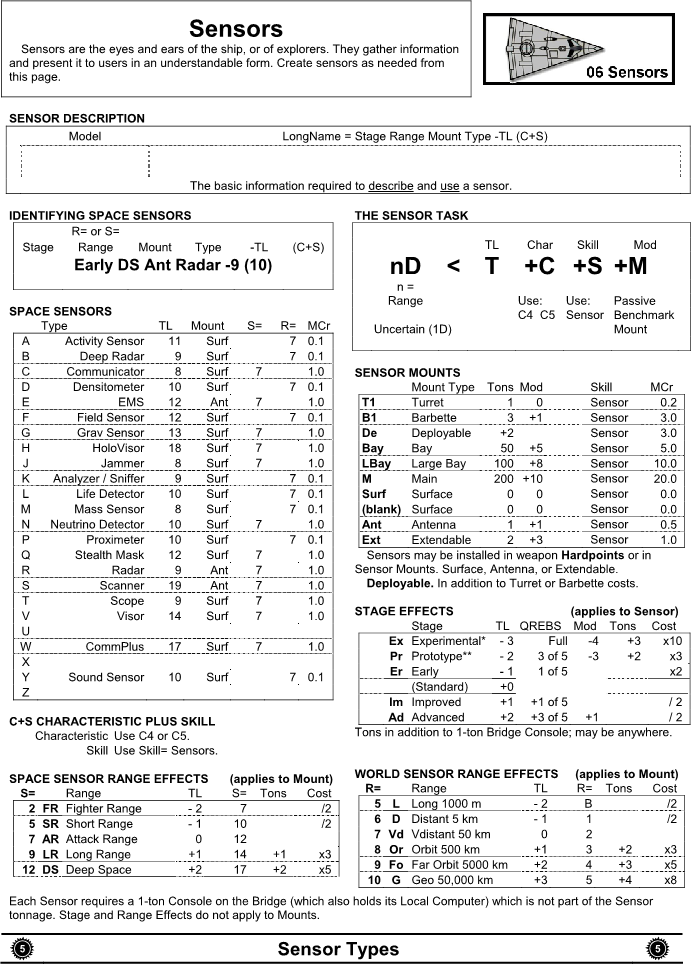 Sensors
Sensors are the eyes and ears of the ship, or of explorers. They gather information
and present it to users in an understandable form. Create sensors as needed from
this page.
06 Sensors
SENSOR DESCRIPTION
Model LongName = Stage Range Mount Type -TL (C+S)
The basic information required to describe and use a sensor.
IDENTIFYING SPACE SENSORS
R= or S=
Stage Range Mount Type -TL (C+S)
Early DS Ant Radar -9 (10)
SPACE SENSORS
Type TL Mount S= R= MCr
A Activity Sensor 11 Surf 7 0.1
B Deep Radar 9 Surf 7 0.1
C Communicator 8 Surf 7 1.0
D Densitometer 10 Surf 7 0.1
E EMS 12 Ant 7 1.0
F Field Sensor 12 Surf 7 0.1
G Grav Sensor 13 Surf 7 1.0
H HoloVisor 18 Surf 7 1.0
J Jammer 8 Surf 7 1.0
K Analyzer / Sniffer 9 Surf 7 0.1
L Life Detector 10 Surf 7 0.1
M Mass Sensor 8 Surf 7 0.1
N Neutrino Detector 10 Surf 7 1.0
P Proximeter 10 Surf 7 0.1
Q Stealth Mask 12 Surf 7 1.0
R Radar 9 Ant 7 1.0
S Scanner 19 Ant 7 1.0
T Scope 9 Surf 7 1.0
V Visor 14 Surf 7 1.0
U
W CommPlus 17 Surf 7 1.0
X
Y Sound Sensor 10 Surf 7 0.1
Z
C+S CHARACTERISTIC PLUS SKILL
Characteristic Use C4 or C5.
Skill Use Skill= Sensors.
SPACE SENSOR RANGE EFFECTS (applies to Mount)
S= Range TL S= Tons Cost
2 FR Fighter Range - 2 7 /2
5 SR Short Range - 1 10 /2
7 AR Attack Range 0 12
9 LR Long Range +1 14 +1 x3
12 DS Deep Space +2 17 +2 x5
THE SENSOR TASK
TL Char Skill Mod
nD < T +C +S +M
n =
Range Use: Use: Passive
C4 C5 Sensor Benchmark
Uncertain (1D) Mount
SENSOR MOUNTS
Mount Type Tons Mod Skill MCr
T1 Turret 1 0 Sensor 0.2
B1 Barbette 3 +1 Sensor 3.0
De Deployable +2 Sensor 3.0
Bay Bay 50 +5 Sensor 5.0
LBay Large Bay 100 +8 Sensor 10.0
M Main 200 +10 Sensor 20.0
Surf Surface 0 0 Sensor 0.0
(blank) Surface 0 0 Sensor 0.0
Ant Antenna 1 +1 Sensor 0.5
Ext Extendable 2 +3 Sensor 1.0
Sensors may be installed in weapon Hardpoints or in
Sensor Mounts. Surface, Antenna, or Extendable.
Deployable. In addition to Turret or Barbette costs.
STAGE EFFECTS (applies to Sensor)
Stage TL QREBS Mod Tons Cost
Ex Experimental* - 3 Full -4 +3 x10
Pr Prototype** - 2 3 of 5 -3 +2 x3
Er Early - 1 1 of 5 x2
(Standard) +0
Im Improved +1 +1 of 5 / 2
Ad Advanced +2 +3 of 5 +1 / 2
Tons in addition to 1-ton Bridge Console; may be anywhere.
WORLD SENSOR RANGE EFFECTS (applies to Mount)
R= Range TL R= Tons Cost
5 L Long 1000 m - 2 B /2
6 D Distant 5 km - 1 1 /2
7 Vd Vdistant 50 km 0 2
8 Or Orbit 500 km +1 3 +2 x3
9 Fo Far Orbit 5000 km +2 4 +3 x5
10 G Geo 50,000 km +3 5 +4 x8
Each Sensor requires a 1-ton Console on the Bridge (which also holds its Local Computer) which is not part of the Sensor
tonnage. Stage and Range Effects do not apply to Mounts.
5 Sensor Types 5